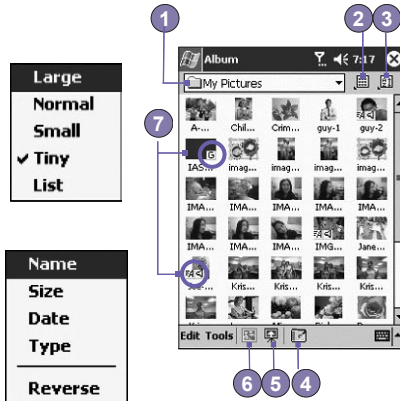 1
2
3
Large
Normal
Small
Tiny
List
Album
7:17
My Pictures
7
A-...
Chil...
Crim...
guy-1
guy-2
IAS...
G
imag...
imag...
imag...
imag...
IMA...
IMA...
IMA...
IMA...
IMA...
IMA...
IMA...
IMA...
IMG...
Jane...
Kris...
Kris...
Kris...
Kris...
Name
Size
Date
Type
Reverse
Edit Tools
6
5
4